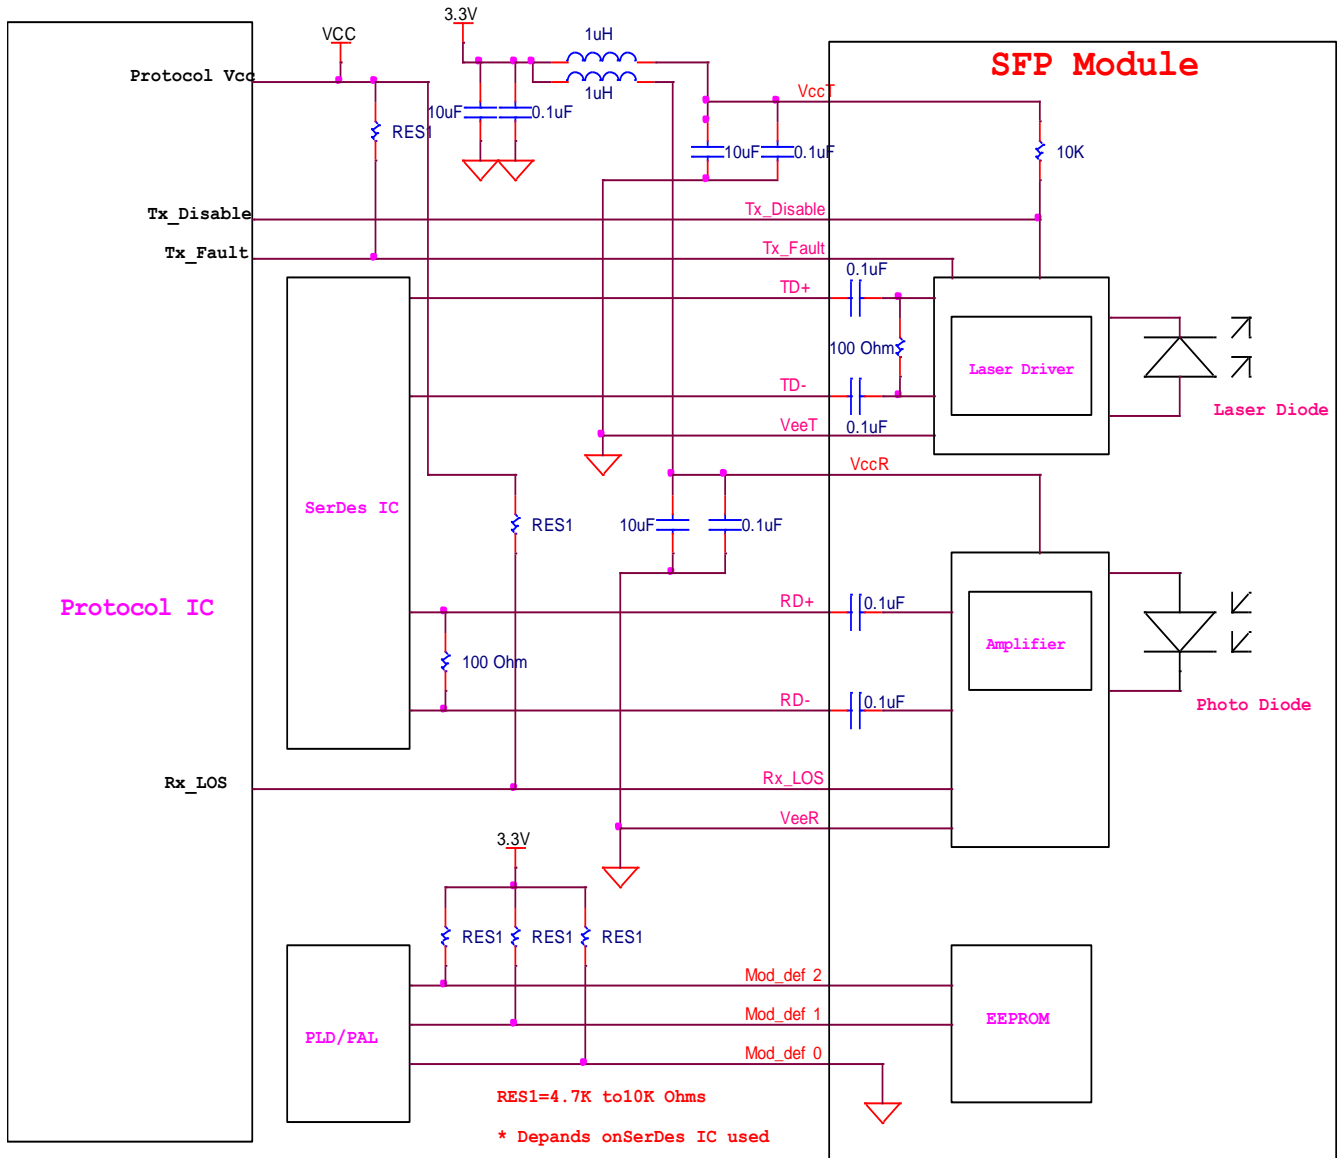 3.3V
VCC
1uH
SFP Module
Protocol Vcc
1uH
VccT
10uF
0.1uF
RES1
10uF
0.1uF
10K
Tx_Disable
Tx_Disable
Tx_Fault
Tx_Fault
0.1uF
TD+
100 Ohm
Laser Driver
TD-
Laser Diode
VeeT
0.1uF
VccR
SerDes IC
RES1
10uF
0.1uF
Protocol IC
RD+
0.1uF
Amplifier
100 Ohm
RD-
0.1uF
Photo Diode
Rx_LOS
Rx_LOS
VeeR
3.3V
RES1
RES1
RES1
Mod_def 2
Mod_def 1
EEPROM
PLD/PAL
Mod_def 0
RES1=4.7K to10K Ohms
* Depands onSerDes IC used